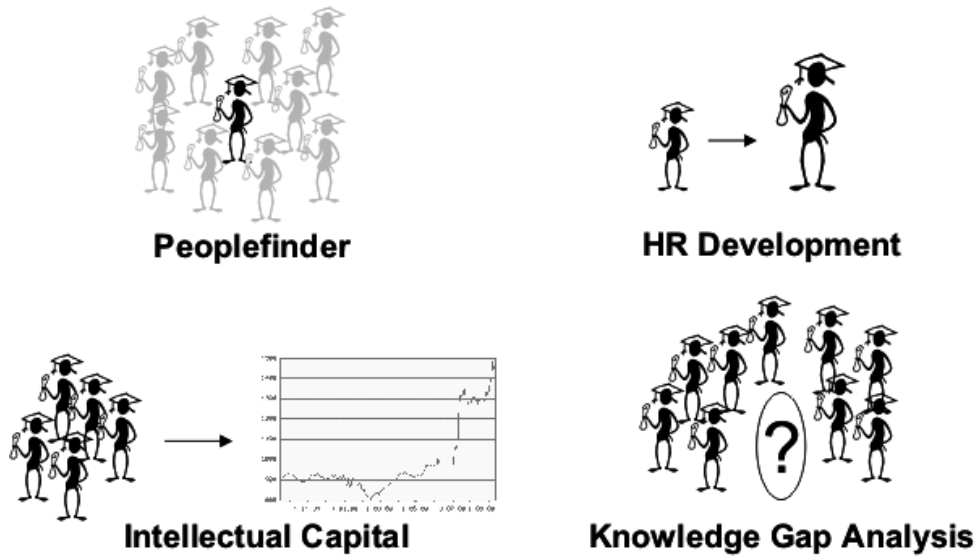 Peoplefinder
HR Development
?
Intellectual Capital
Knowledge Gap Analysis